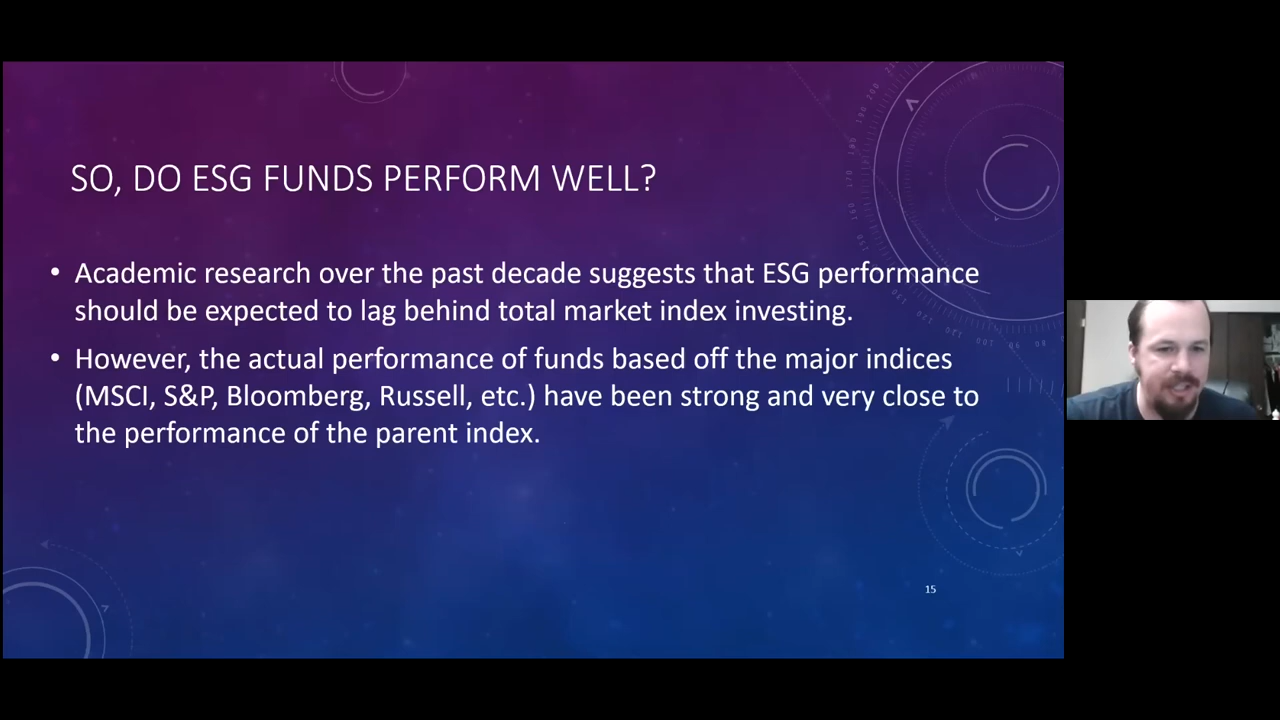 SO, DO ESG FUNDS PERFORM WELL?
• Academic research over the past decade suggests that ESG performance
should be expected to lag behind total market index investing.
• However, the actual performance of funds based off the major indices
(MSCI, S&P, Bloomberg, Russell, etc.) have been strong and very close to
the performance of the parent index.
15